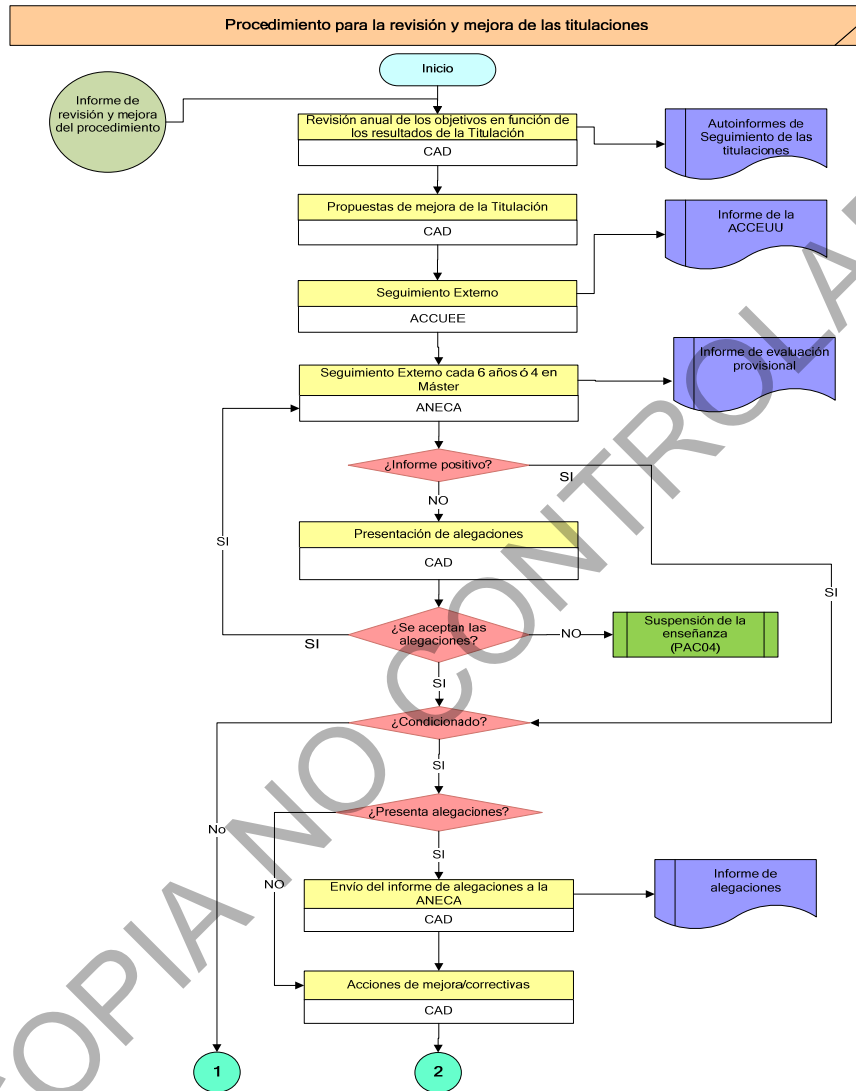 Procedimiento para la revisión y mejora de las titulaciones
Inicio
Informe de
revisión y mejora
del procedimiento
Revisión anual de los objetivos en función de
los resultados de la Titulación
CAD
Autoinformes de
Seguimiento de las
titulaciones
Propuestas de mejora de la Titulación
CAD
Informe de la
ACCEUU
Seguimiento Externo
ACCUEE
Informe de evaluación
provisional
Seguimiento Externo cada 6 años ó 4 en
Máster
ANECA
¿Informe positivo?
SI
NO
Presentación de alegaciones
CAD
SI
SI
¿Se aceptan las
alegaciones?
SI
NO
Suspensión de la
enseñanza
(PAC04)
SI
¿Condicionado?
SI
¿Presenta alegaciones?
No
SI
NO
Envío del informe de alegaciones a la
ANECA
CAD
Informe de
alegaciones
Acciones de mejora/correctivas
CAD
1
2
COPIA NO CONTROLA